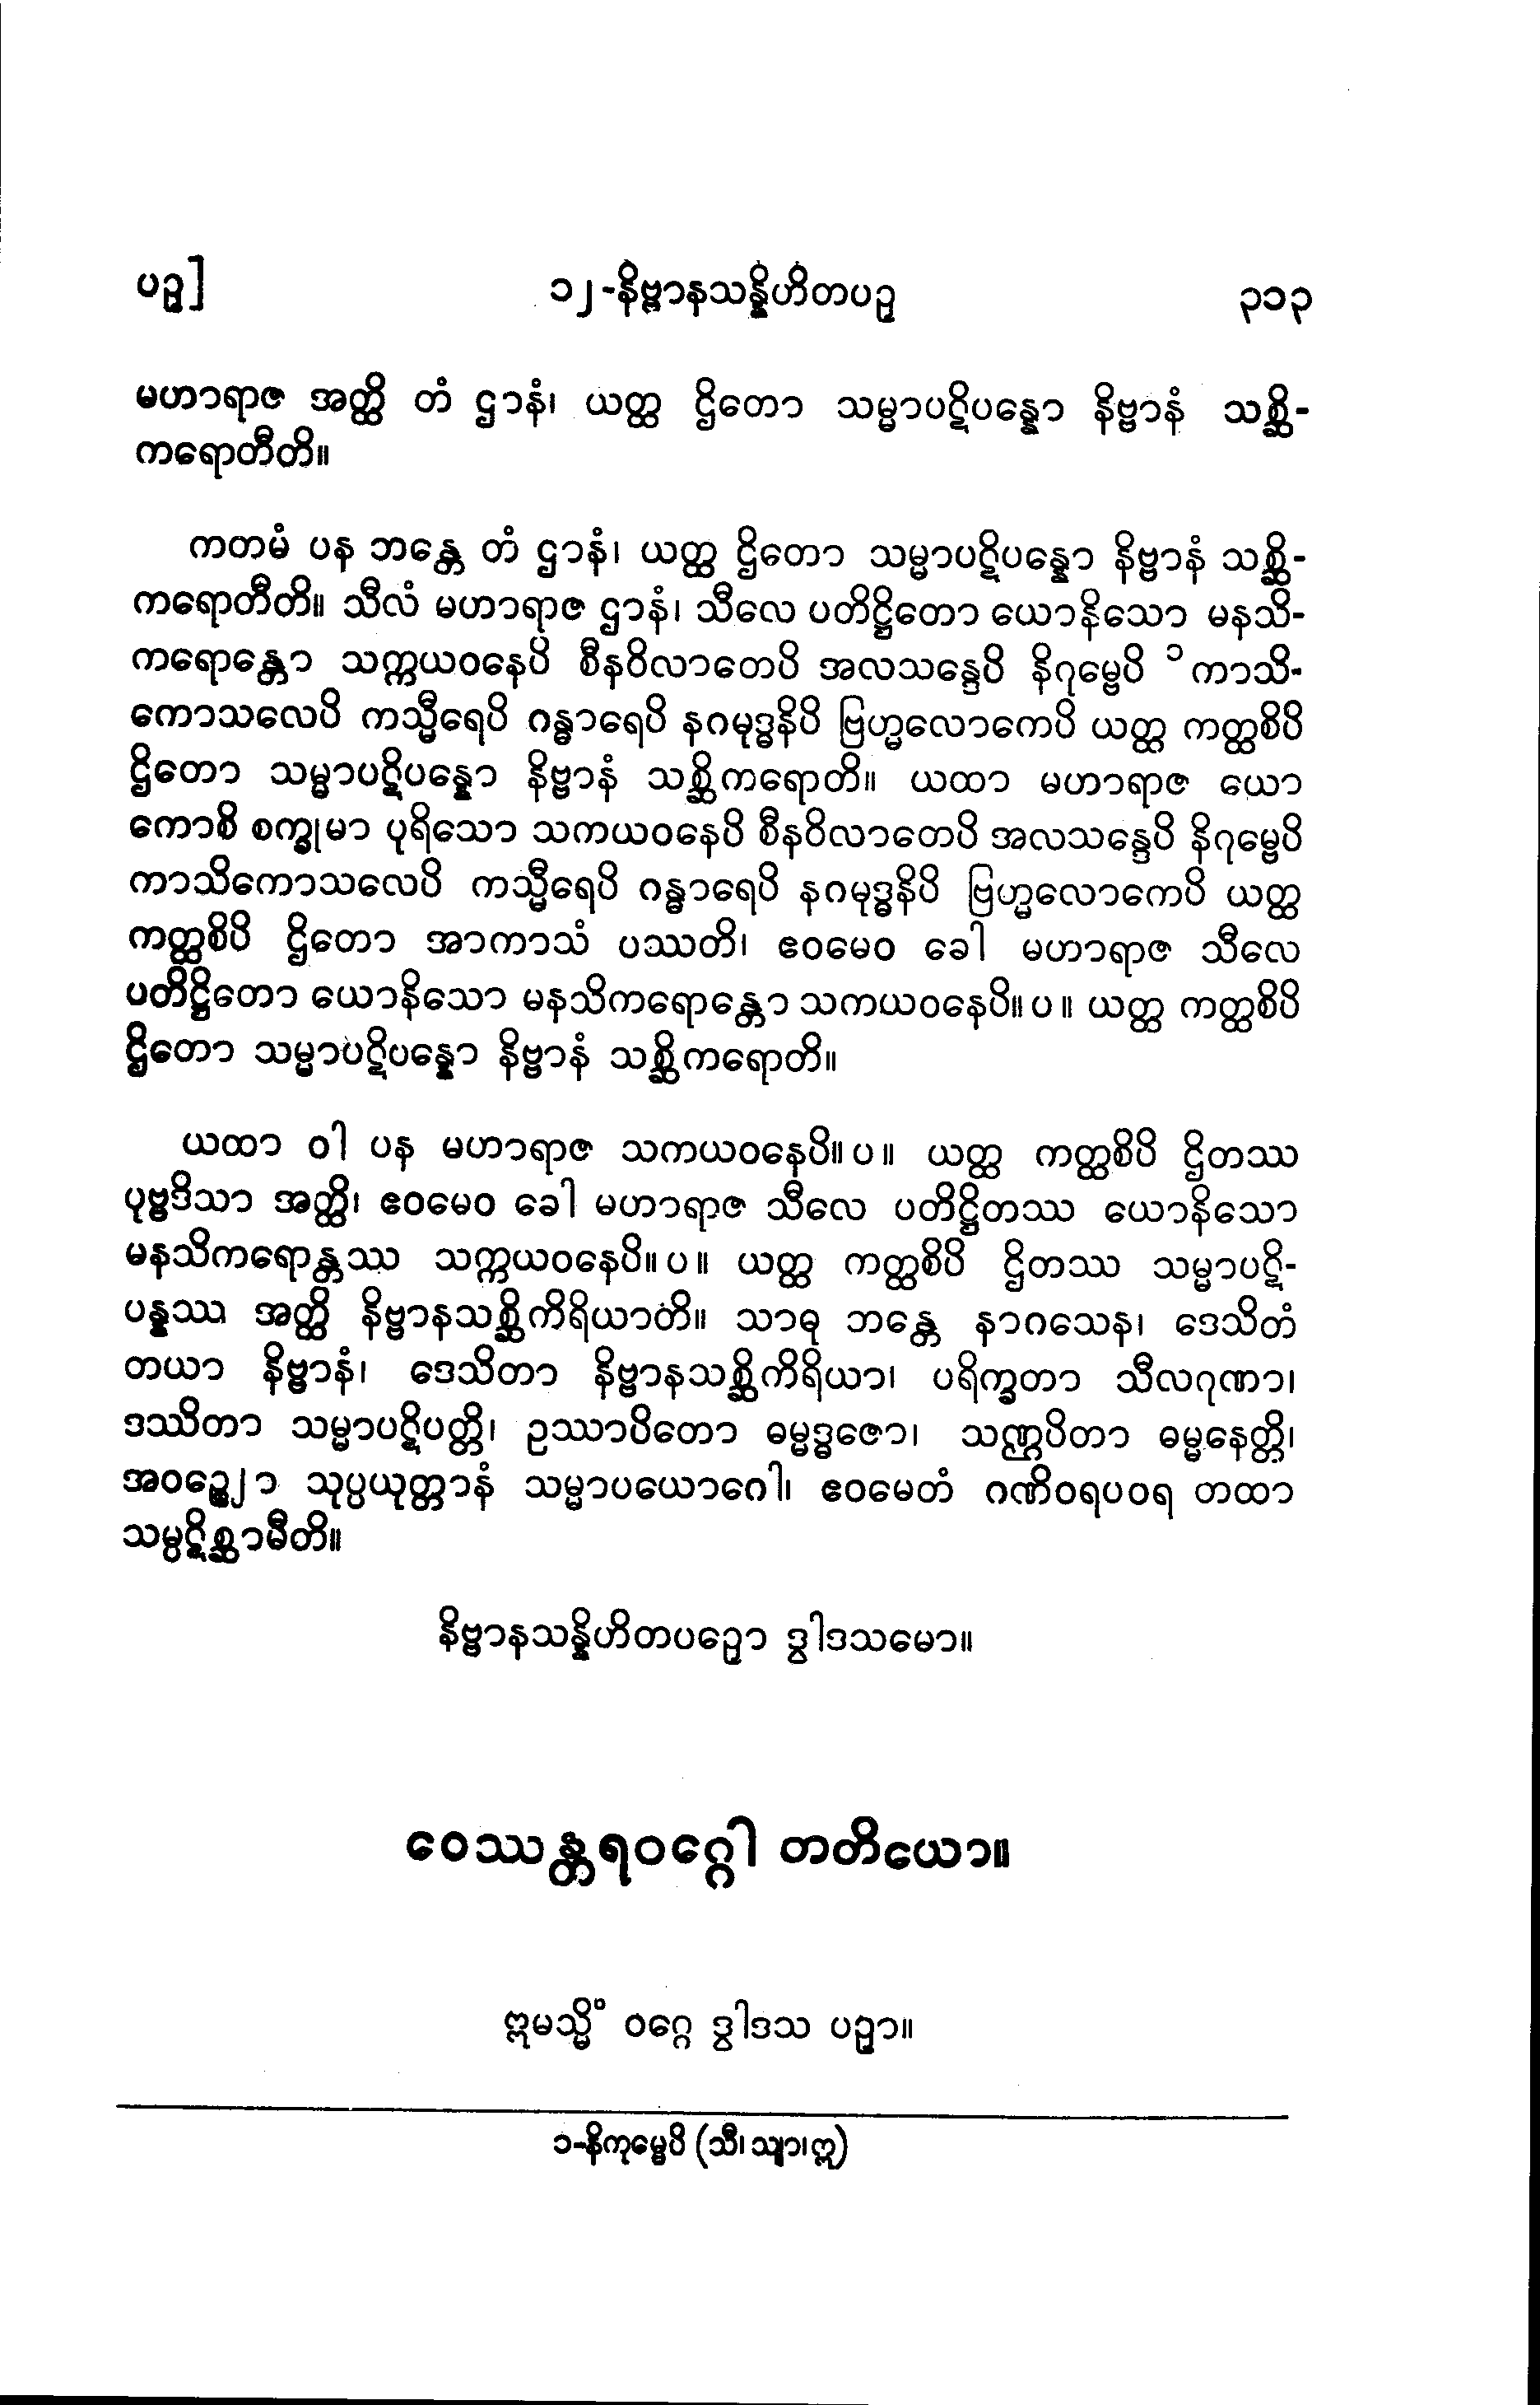 ပဥှ]
၁၂-နိဗ္ဗာနသန္နိဟိတပဥှ
၃၁၃
မဟာရာဇ အတ္ထိ တံ ဌာနံ၊ ယတ္ထ ဌိတော သမ္မာပဋိပန္နော နိဗ္ဗာနံ သစ္ဆိ-
ကရောတီတိ။
ကတမံ ပန ဘန္တေ တံ ဌာနံ၊ ယတ္ထ ဌိတော သမ္မာပဋိပန္နော နိဗ္ဗာနံ သစ္ဆိ-
ကရောတီတိ။ သီလံ မဟာရာဇ ဌာနံ၊ သီလေ ပတိဋ္ဌိတော ယောနိသော မနသိ-
ကရောန္တော သက္ကယဝနေပိ စီနဝိလာတေပိ အလသန္ဒေပိ နိဂုမ္ဗေပိ ၁ ကာသိ-
ကောသလေပိ ကသ္မီရေပိ ဂန္ဓာရေပိ နဂမုဒ္ဓနိပိ ဗြဟ္မလောကေပိ ယတ္ထ ကတ္ထစိပိ
ဌိတော သမ္မာပဋိပန္နော နိဗ္ဗာနံ သစ္ဆိကရောတိ။ ယထာ မဟာရာဇ ယော
ကောစိ စက္ခုမာ ပုရိသော သကယဝနေပိ စီနဝိလာတေပိ အလသန္ဒေပိ နိဂုမ္ဗေပိ
ကာသိကောသလေပိ ကသ္မီရေပိ ဂန္ဓာရေပိ နဂမုဒ္ဓနိပိ ဗြဟ္မလောကေပိ ယတ္ထ
ကတ္ထစိပိ ဌိတော အာကာသံ ပဿတိ၊ ဧဝမေဝ ခေါ မဟာရာဇ သီလေ
ပတိဋ္ဌိတော ယောနိသော မနသိကရောန္တော သကယဝနေပိ။ ပ ။ ယတ္ထ ကတ္ထစိပိ
ဌိတော သမ္မာပဋိပန္နော နိဗ္ဗာနံ သစ္ဆိကရောတိ။
ယထာ ဝါ ပန မဟာရာဇ သကယဝနေပိ။ ပ ။ ယတ္ထ ကတ္ထစိပိ ဌိတဿ
ပုဗ္ဗဒိသာ အတ္ထိ၊ ဧဝမေဝ ခေါ မဟာရာဇ သီလေ ပတိဋ္ဌိတဿ ယောနိသော
မနသိကရောန္တဿ သက္ကယဝနေပိ။ ပ ။ ယတ္ထ ကတ္ထစိပိ ဌိတဿ သမ္မာပဋိ-
ပန္နဿ အတ္ထိ နိဗ္ဗာနသစ္ဆိကိရိယာတိ။ သာဓု ဘန္တေ နာဂသေန၊ ဒေသိတံ
တယာ နိဗ္ဗာနံ၊ ဒေသိတာ နိဗ္ဗာနသစ္ဆိကိရိယာ၊ ပရိက္ခတာ သီလဂုဏာ၊
ဒဿိတာ သမ္မာပဋိပတ္တိ၊ ဥဿာပိတော ဓမ္မဒ္ဓဇော၊ သဏ္ဌပိတာ ဓမ္မနေတ္တိ၊
အဝဉ္ဈော သုပ္ပယုတ္တာနံ သမ္မာပယောဂေါ၊ ဧဝမေတံ ဂဏိဝရပဝရ တထာ
သမ္ပဋိစ္ဆာမီတိ။
နိဗ္ဗာနသန္နိဟိတပဉှော ဒွါဒသမော။
ဝေဿန္တရဝဂ္ဂေါ တတိယော။
ဣမသ္မိံ ဝဂ္ဂေ ဒွါဒသ ပဉှာ။
၁-နိကုမ္ဗေပိ (သီ၊ သျာ၊ ဣ)